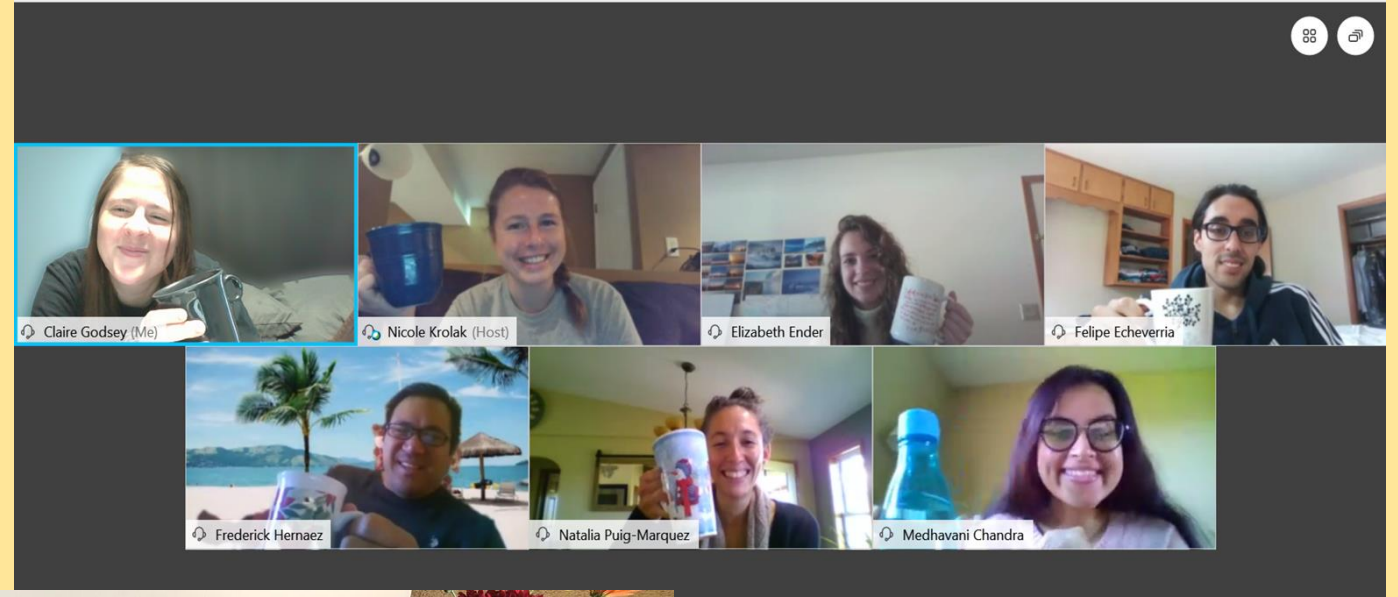 Claire Godsey (Me)
Nicole Krolak (Host)
Elizabeth Ender
Felipe Echeverria
Frederick Hernaez
Natalia Puig-Marquez
Medhavani Chandra